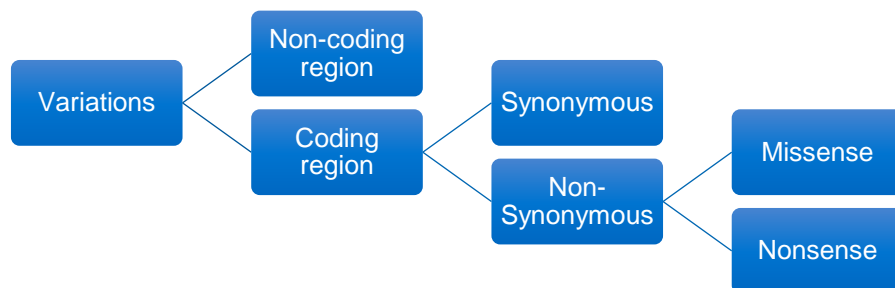 Variations
Non-coding
region
Coding
region
Synonymous
Non-
Synonymous
Missense
Nonsense